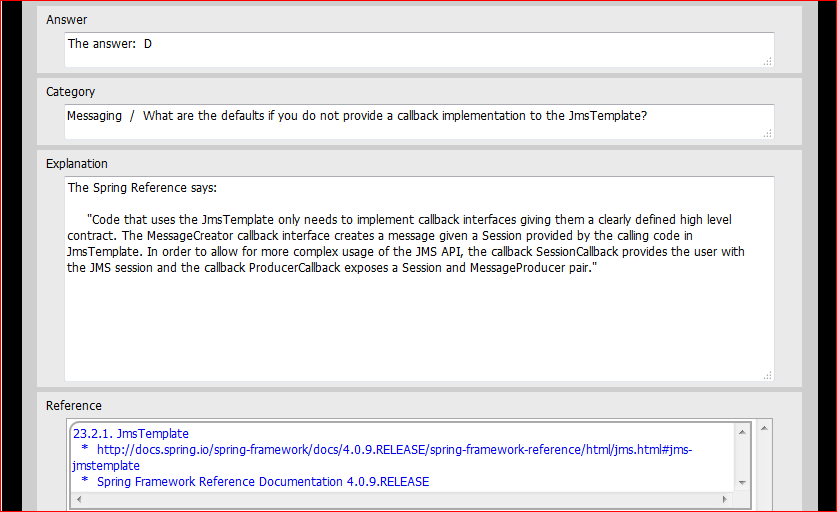 Answer
The answer:  D
Category
Messaging  /  What are the defaults if you do not provide a callback implementation to the JmsTemplate?
Explanation
The Spring Reference says:
"Code that uses the JmsTemplate only needs to implement callback interfaces giving them a clearly defined high level
contract. The MessageCreator callback interface creates a message given a Session provided by the calling code in
JmsTemplate. In order to allow for more complex usage of the JMS API, the callback SessionCallback provides the user with
the JMS session and the callback ProducerCallback exposes a Session and MessageProducer pair."
Reference
23.2.1. JmsTemplate
*  http://docs.spring.io/spring-framework/docs/4.0.9.RELEASE/spring-framework-reference/html/jms.html#jms-
jmstemplate
*  Spring Framework Reference Documentation 4.0.9.RELEASE